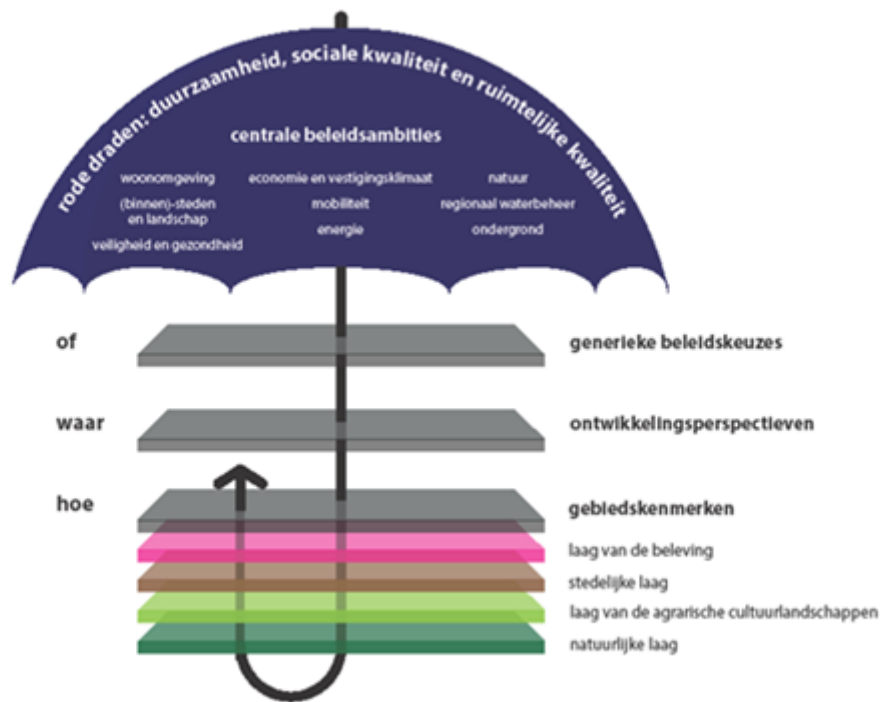 rode draden: duurzaamheid, sociale kwaliteit en ruimtelijke kwaliteit
centrale beleidsambities
woonomgeving
(binnen)-steden
en landschap
veiligheid en gezondheid
economie en vestigingsklimaat
mobiliteit
energie
natuur
regionaal waterbeheer
ondergrond
of
generieke beleidskeuzes
waar
ontwikkelingsperspectieven
hoe
gebiedskenmerken
laag van de beleving
stedelijke laag
laag van de agrarische cultuurlandschappen
natuurlijke laag